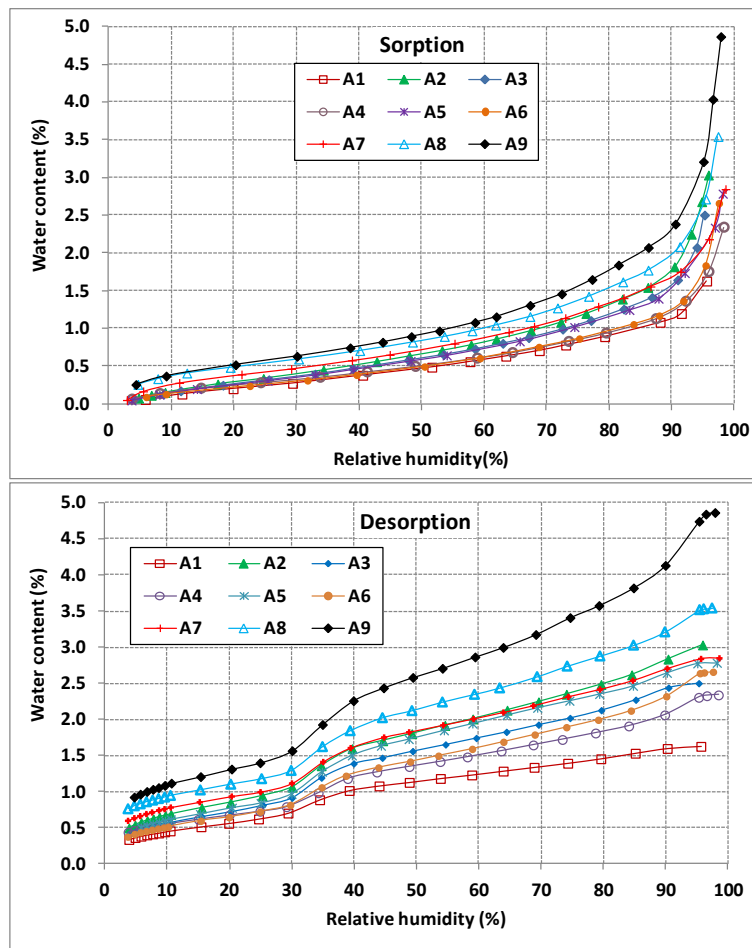 Sorption
A1 A2 A3
A4 A5 A6
A7 A8 A9
Water content (%)
5.0
4.5
4.0
3.5
3.0
2.5
2.0
1.5
1.0
0.5
0.0
0 10 20 30 40 50 60 70 80 90 100
Relative humidity(%)
Desorption
A1 A2 A3
A4 A5 A6
A7 A8 A9
Water content (%)
5.0
4.5
4.0
3.5
3.0
2.5
2.0
1.5
1.0
0.5
0.0
0 10 20 30 40 50 60 70 80 90 100
Relative humidity (%)